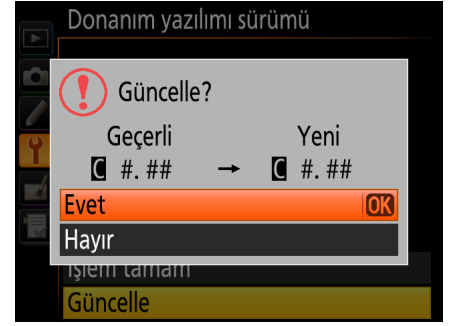 Donanım yazılımı sürümü
Güncelle?
Geçerli Yeni
C #.## → C #.##
Evet OK
Hayır
İşlem tamam
Güncelle